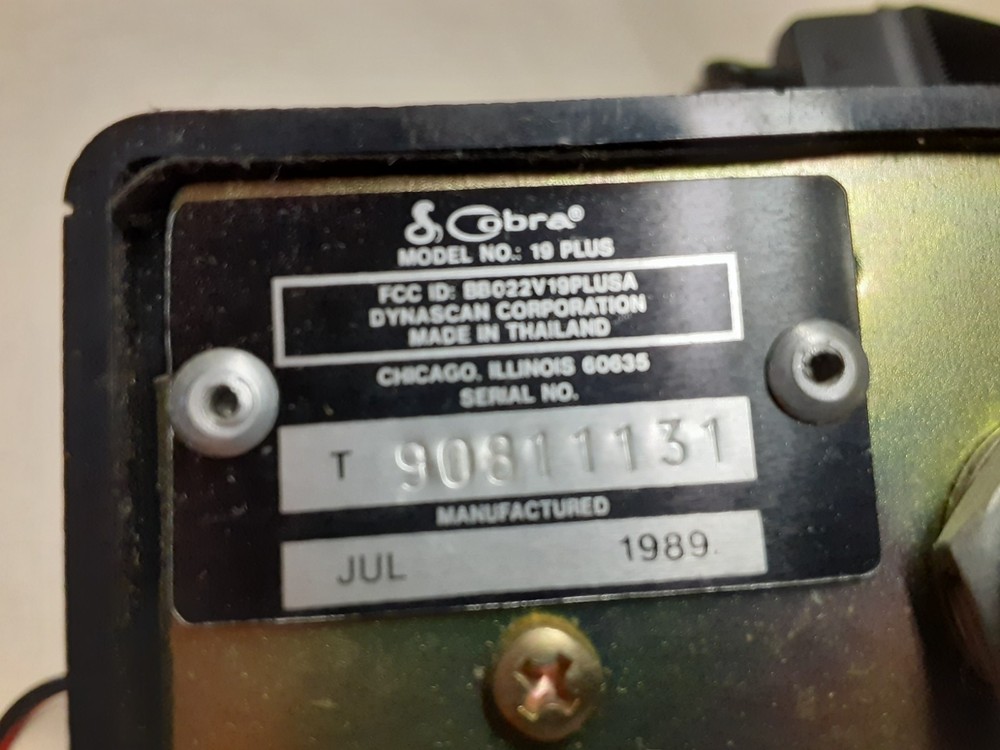 Cobra®
MODEL NO.: 19 PLUS
FCC ID: BBO22V19PLUSA
DYNASCAN CORPORATION
MADE IN THAILAND
CHICAGO, ILLINOIS 60635
SERIAL NO.
T 90811131
MANUFACTURED
JUL 1989.